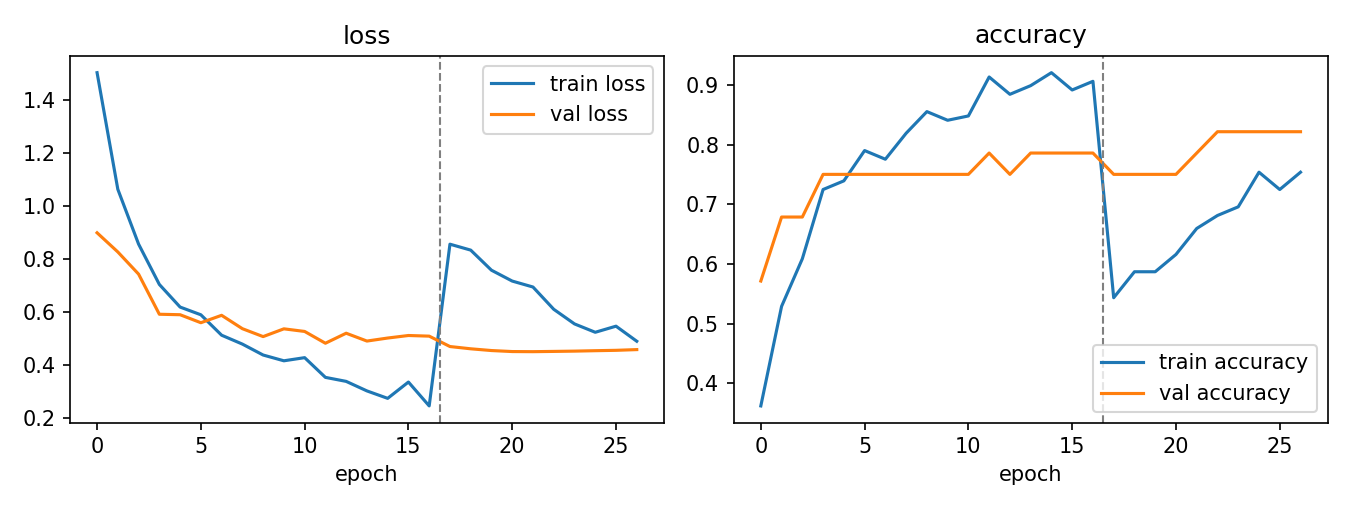 loss
train loss
val loss
1.4
1.2
1.0
0.8
0.6
0.4
0.2
0 5 10 15 20 25
epoch
accuracy
0.9
0.8
0.7
0.6
0.5
0.4
train accuracy
val accuracy
0 5 10 15 20 25
epoch